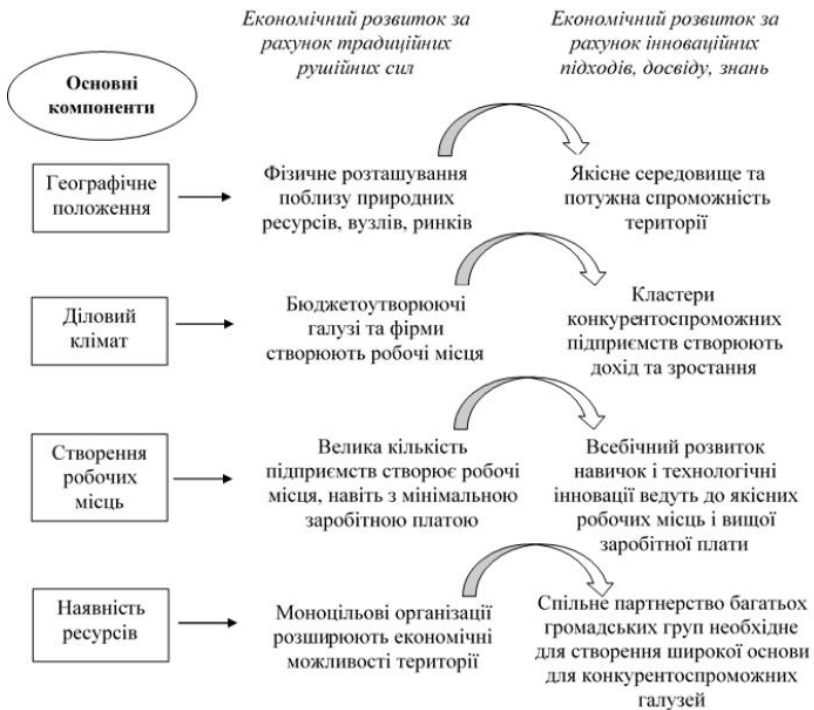 Економічний розвиток за
рахунок традиційних
рушійних сил
Економічний розвиток за
рахунок інноваційних
підходів, досвіду, знань
Основні
компоненти
Географічне
положення
Фізичне розташування
поблизу природних
ресурсів, вузлів, ринків
Якісне середовище та
потужна спроможність
території
Діловий
клімат
Бюджетоутворюючі
галузі та фірми
створюють робочі місця
Кластери
конкурентоспроможних
підприємств створюють
дохід та зростання
Створення
робочих
місць
Велика кількість
підприємств створює робочі
місця, навіть з мінімальною
заробітною платою
Всебічний розвиток
навичок і технологічні
інновації ведуть до якісних
робочих місць і вищої
заробітної плати
Наявність
ресурсів
Моноцільові організації
розширюють економічні
можливості території
Спільне партнерство багатьох
громадських груп необхідне
для створення широкої основи
для конкурентоспроможних
галузей